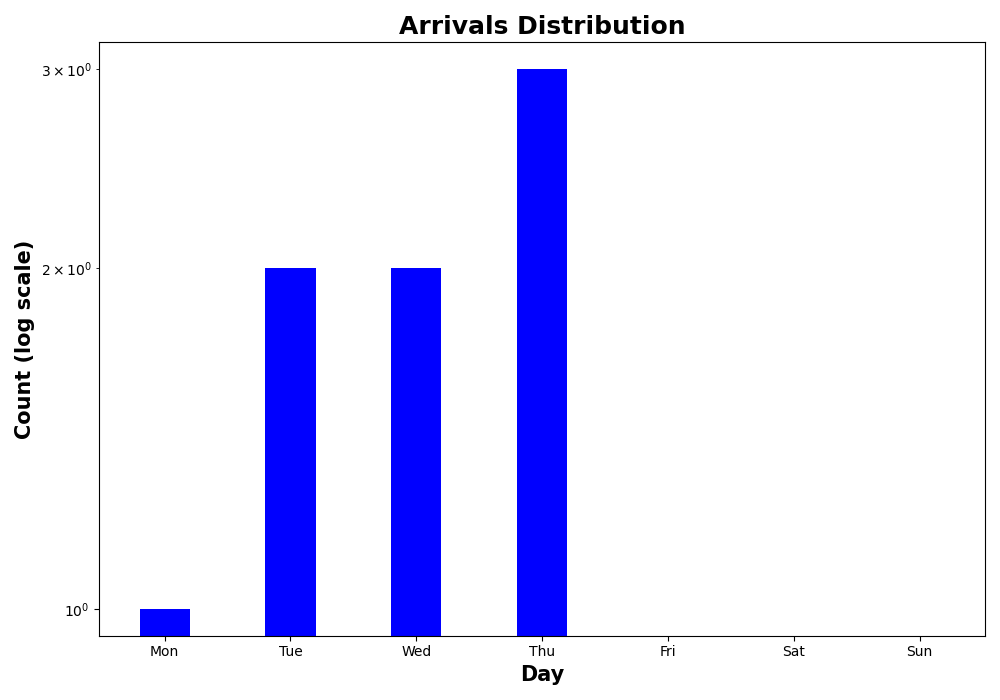 Arrivals Distribution
3 × 10⁰
2 × 10⁰
10⁰
Count (log scale)
Mon Tue Wed Thu Fri Sat Sun
Day